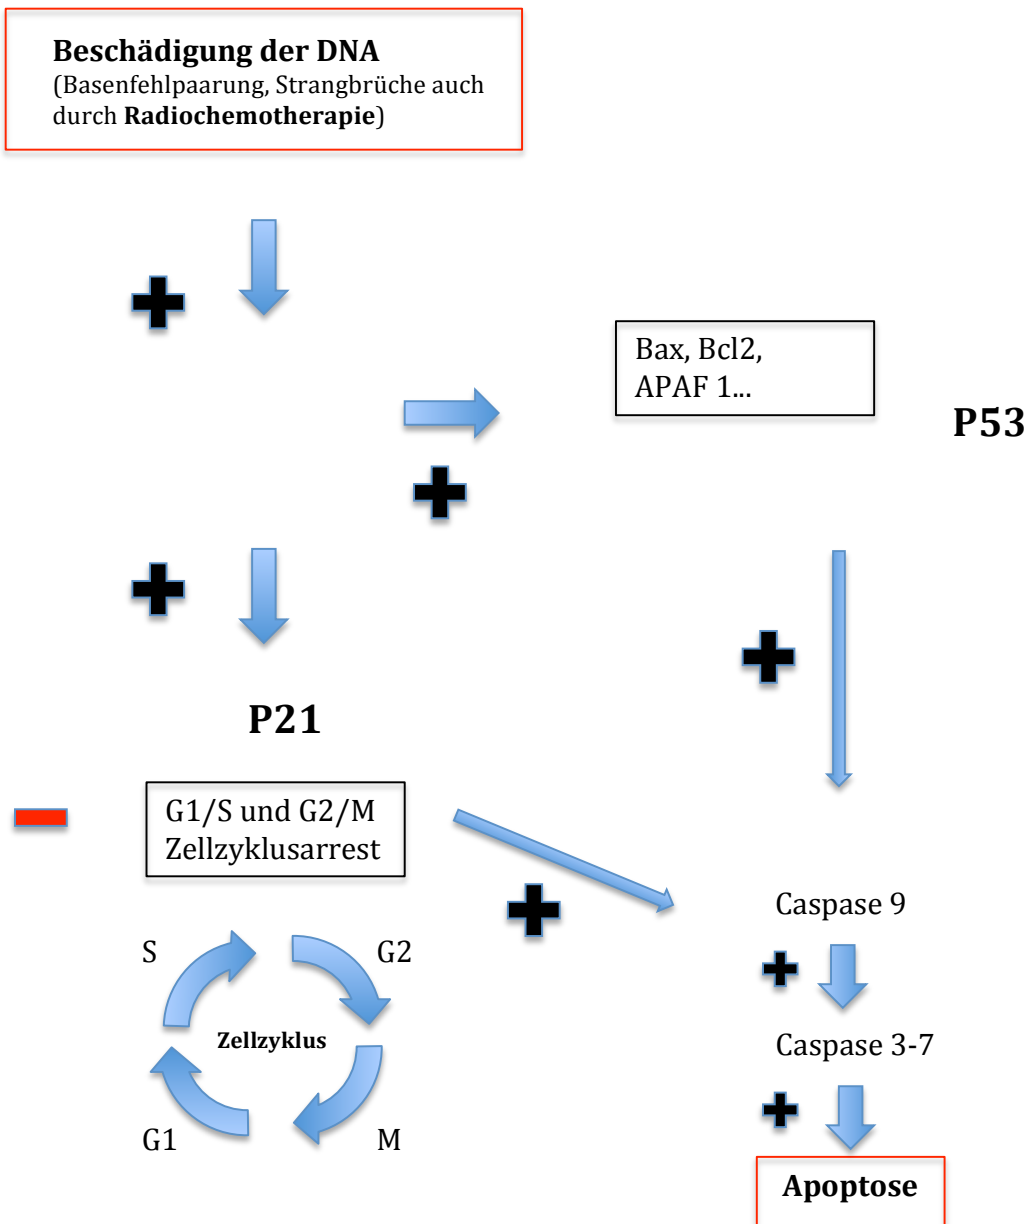 Beschädigung der DNA
(Basenfehlpaarung, Strangbrüche auch
durch Radiochemotherapie)
Bax, Bcl2,
APAF 1...
P53
P21
G1/S und G2/M
Zellzyklusarrest
Caspase 9
S
G2
Zellzyklus
Caspase 3-7
G1
M
Apoptose